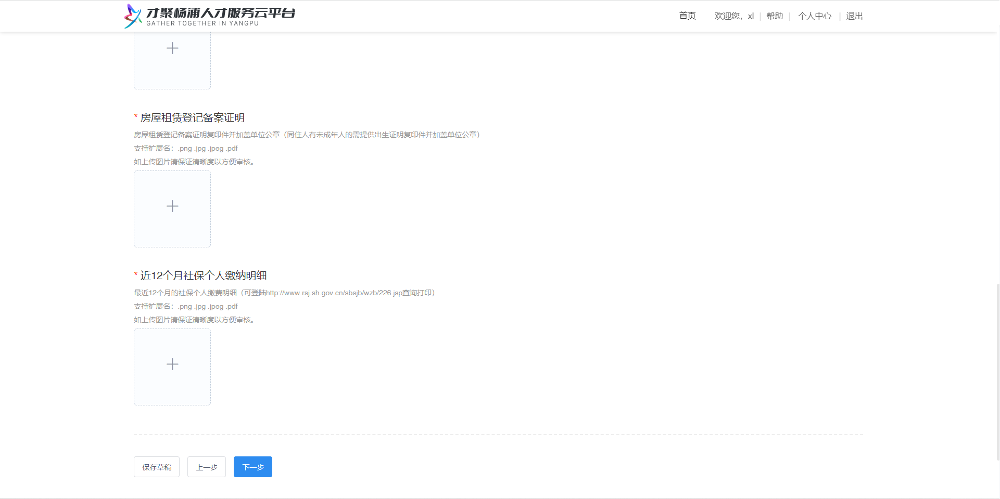 才聚杨浦人才服务云平台
GATHER TOGETHER IN YANGPU
首页 欢迎您，xl | 帮助 | 个人中心 | 退出
* 房屋租赁登记备案证明
房屋租赁登记备案证明复印件并加盖单位公章（同住人有未成年人的需提供出生证明复印件并加盖单位公章）
支持扩展名：.png .jpg .jpeg .pdf
如上传图片请保证清晰度以方便审核。
* 近12个月社保个人缴纳明细
最近12个月的社保个人缴费明细（可登陆http://www.rsj.sh.gov.cn/sbsjb/wzb/226.jsp查询打印）
支持扩展名：.png .jpg .jpeg .pdf
如上传图片请保证清晰度以方便审核。
保存草稿 上一步 下一步